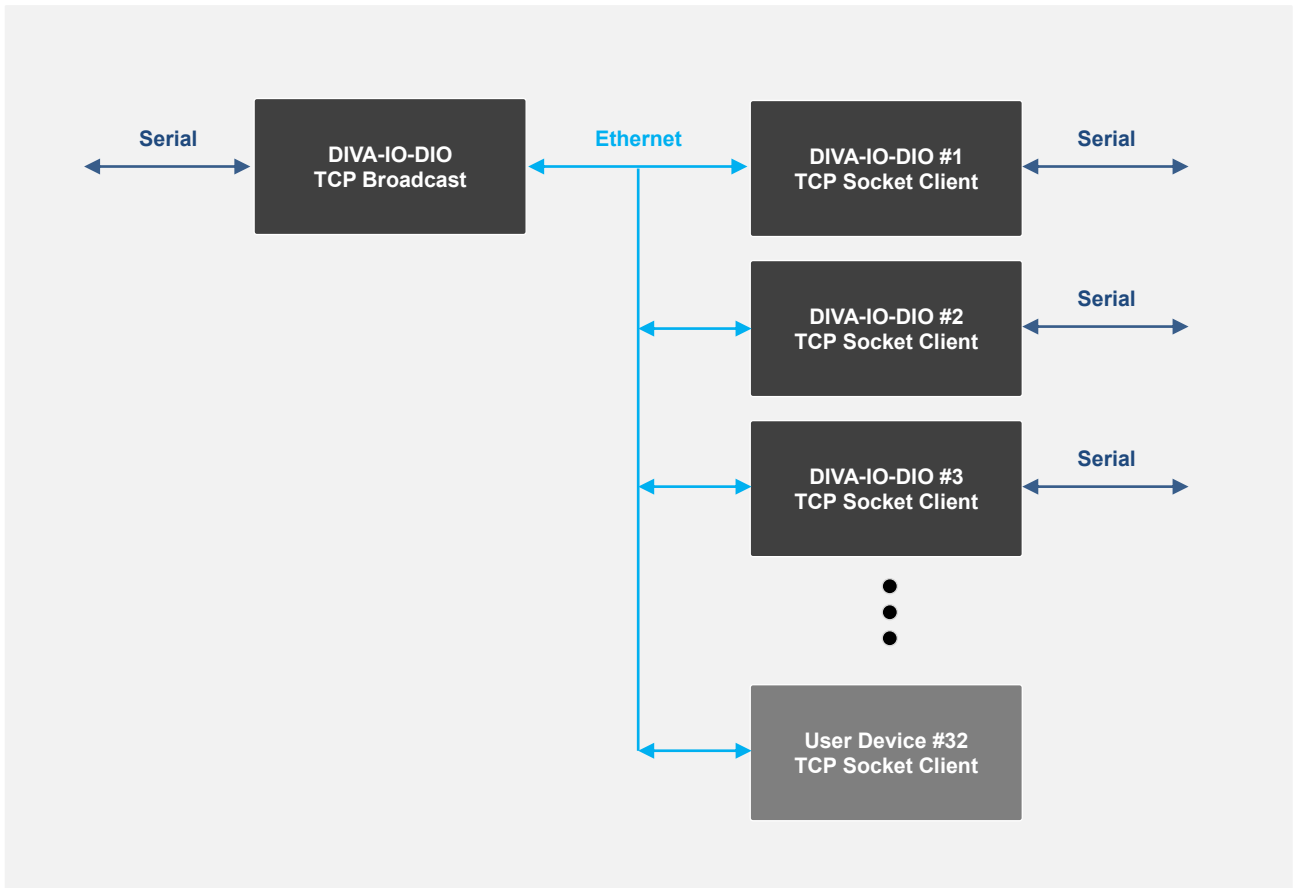 Serial
DIVA-IO-DIO
TCP Broadcast
Ethernet
DIVA-IO-DIO #1
TCP Socket Client
Serial
DIVA-IO-DIO #2
TCP Socket Client
Serial
DIVA-IO-DIO #3
TCP Socket Client
Serial
User Device #32
TCP Socket Client